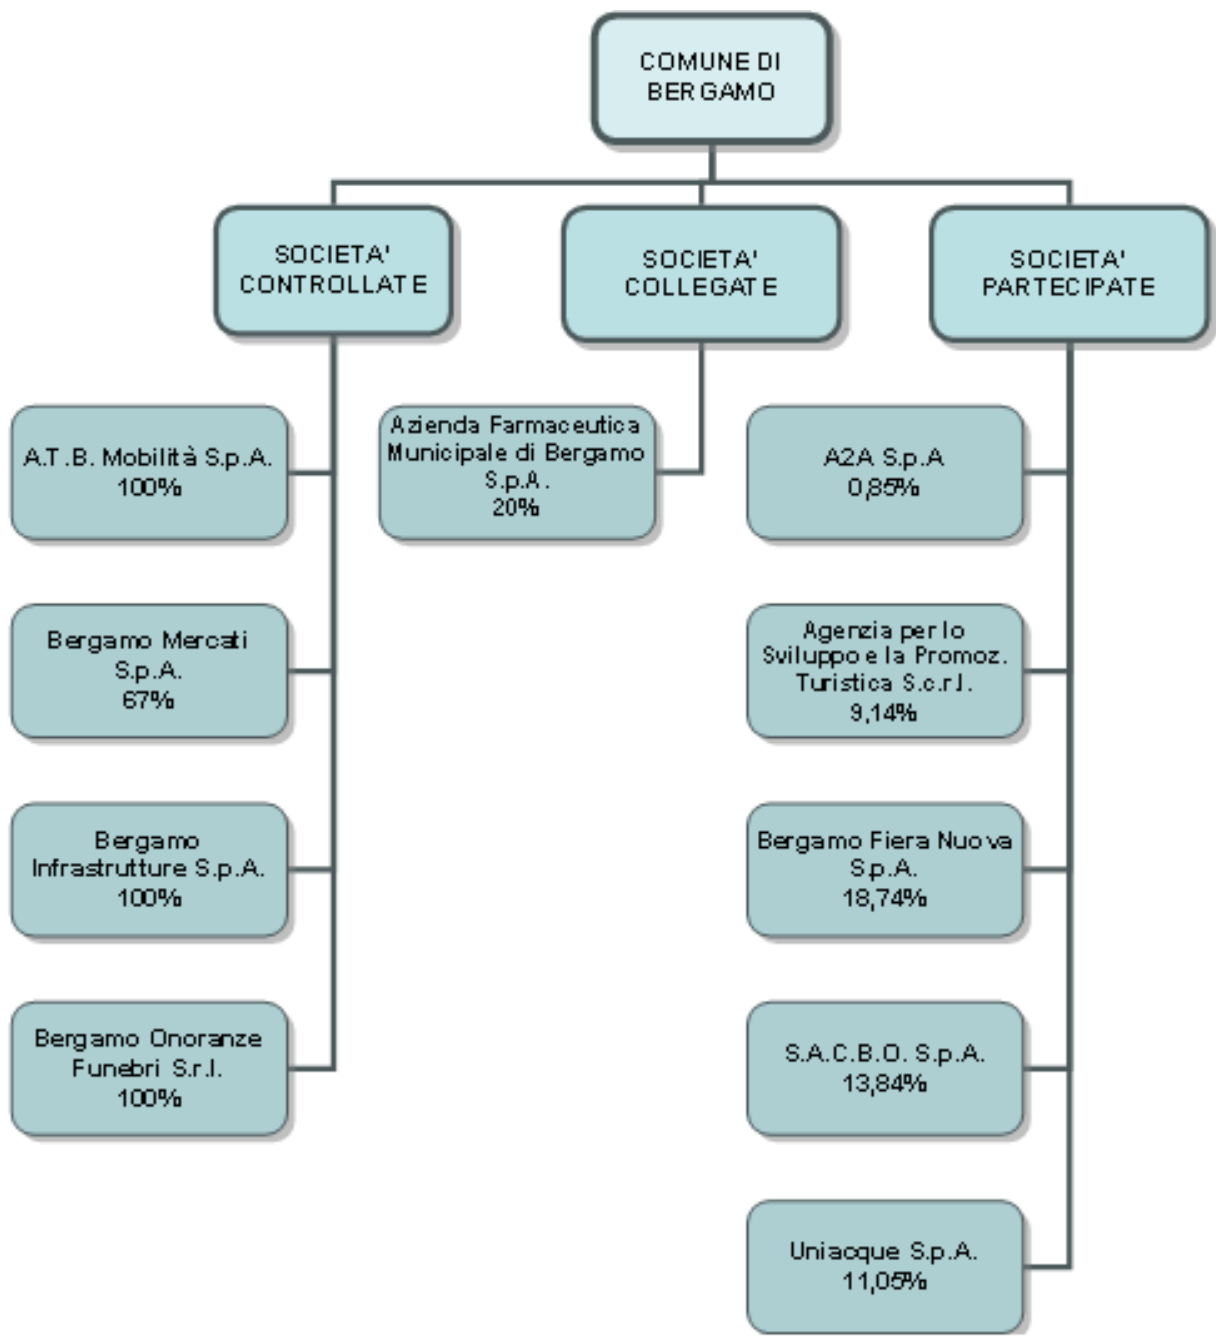 COMUNE DI
BERGAMO
SOCIETA'
CONTROLLATE
SOCIETA'
COLLEGATE
SOCIETA'
PARTECIPATE
A.T.B. Mobilità S.p.A.
100%
Bergamo Mercati
S.p.A.
67%
Bergamo
Infrastrutture S.p.A.
100%
Bergamo Onoranze
Funebri S.r.l.
100%
Azienda Farmaceutica
Municipale di Bergamo
S.p.A.
20%
A2A S.p.A
0,85%
Agenzia per lo
Sviluppo e la Promoz.
Turistica S.c.r.l.
9,14%
Bergamo Fiera Nuova
S.p.A.
18,74%
S.A.C.B.O. S.p.A.
13,84%
Uniacque S.p.A.
11,05%